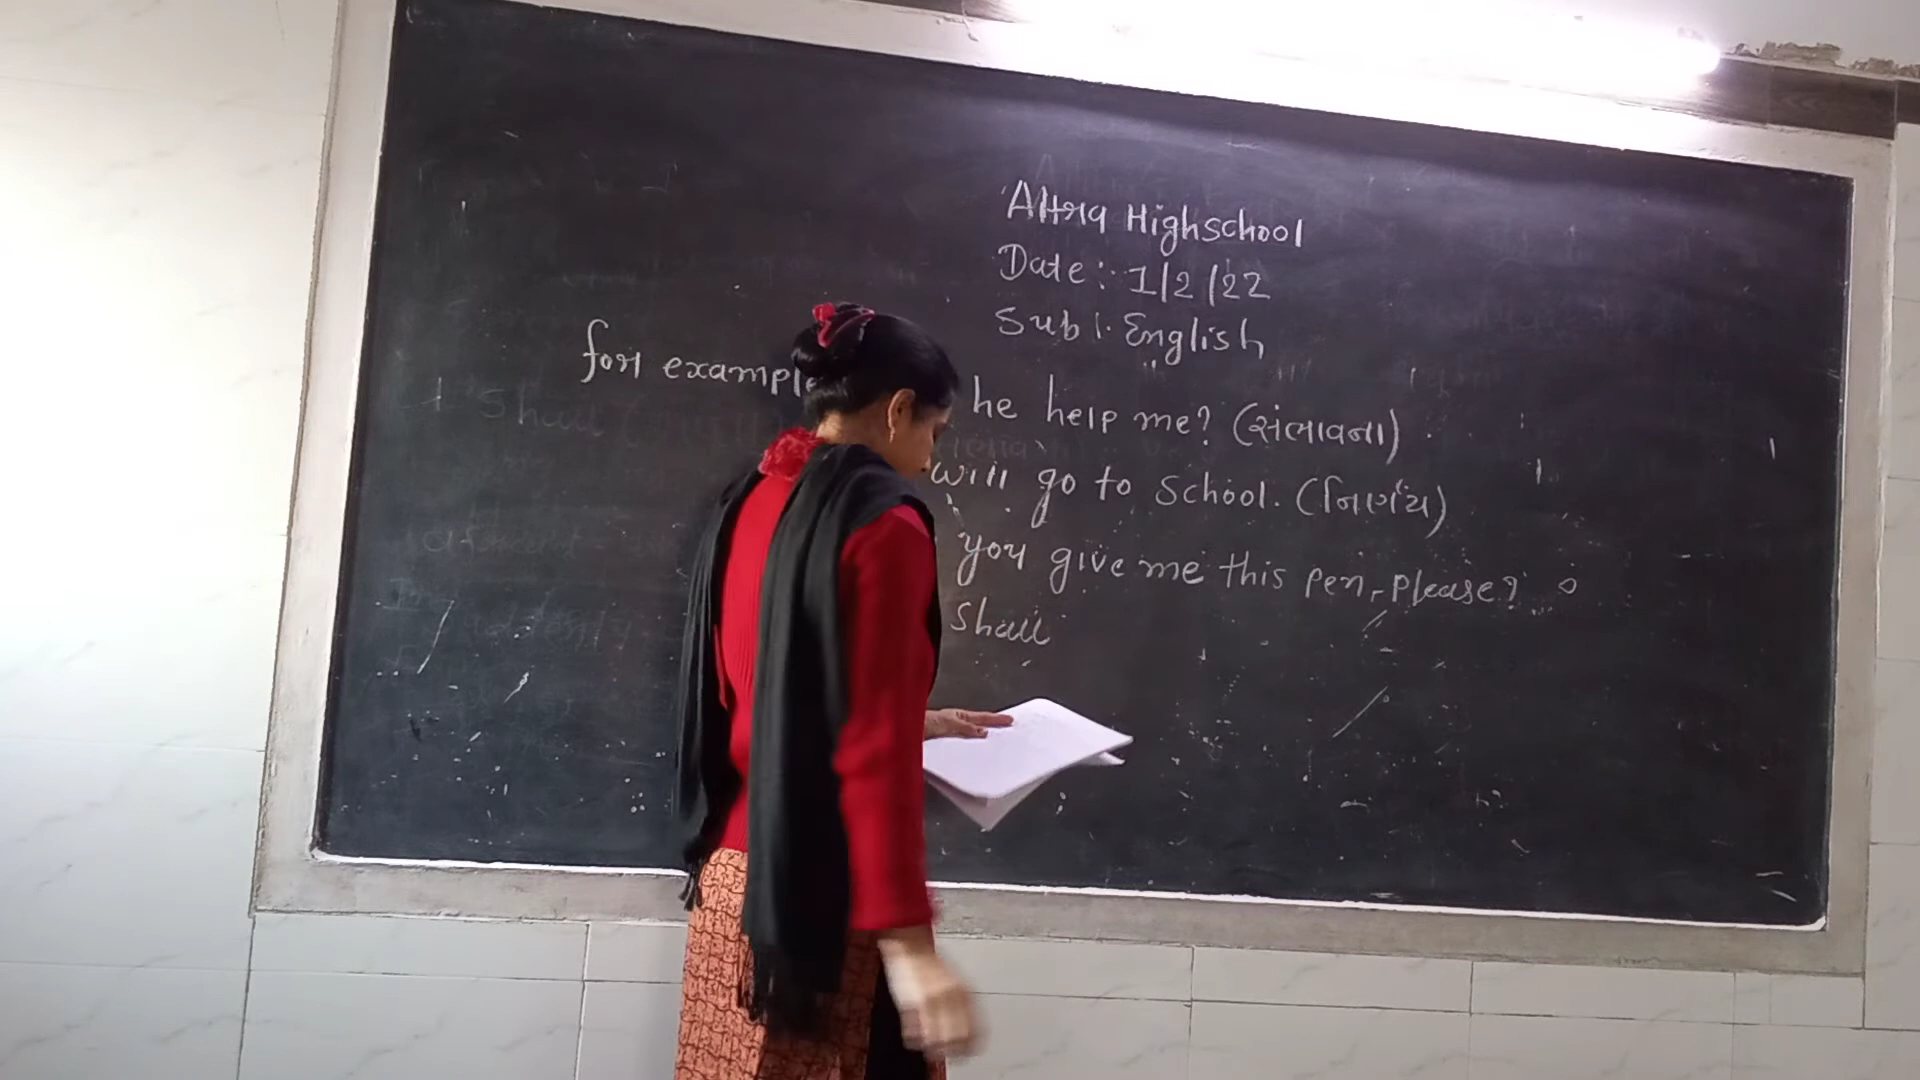 Highschool
Date: 1/2/22
Sub: English
for example he help me? (સંભાવના)
will go to School. (નિર્ણય)
you give me this pen, please?
Shall